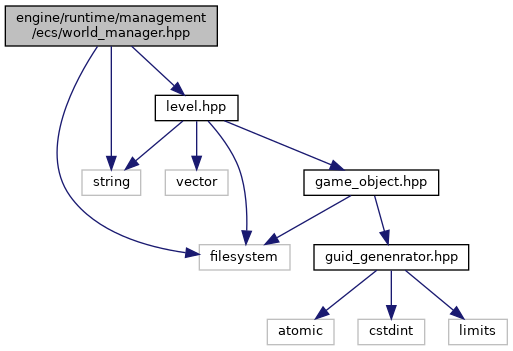 engine/runtime/management
/ecs/world_manager.hpp
level.hpp
string
vector
game_object.hpp
filesystem
guid_genenrator.hpp
atomic
cstdint
limits